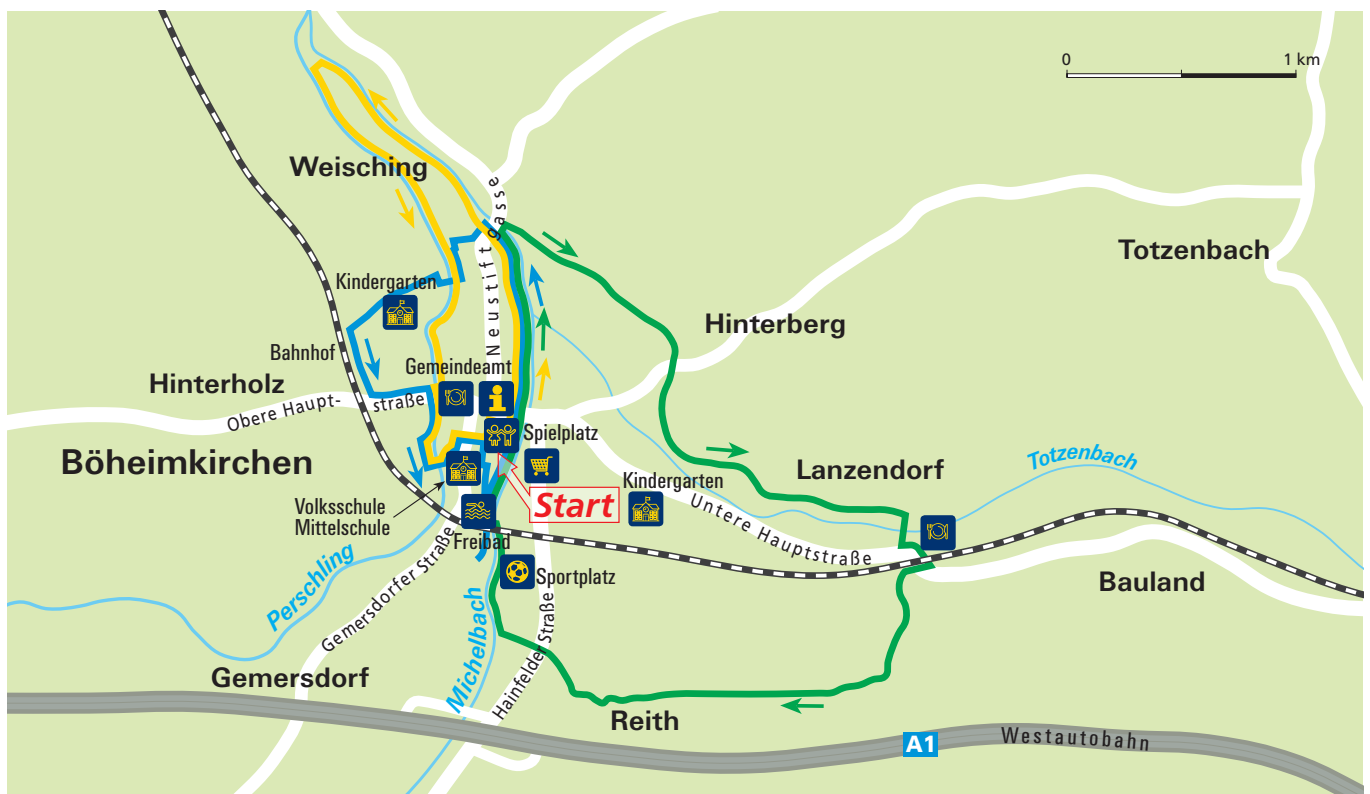 0 1 km
Weisching
Neustiftgasse
Totzenbach
Kindergarten
Hinterberg
Bahnhof
Gemeindeamt
Hinterholz
Obere Haupt-
straße
Spielplatz
Böheimkirchen
Lanzendorf
Totzenbach
Kindergarten
Start
Volksschule
Mittelschule
Untere Hauptstraße
Freibad
Perschling
Gemersdorfer Straße
Sportplatz
Bauland
Michelbach
Hainfelder Straße
Gemersdorf
Reith
A1
Westautobahn